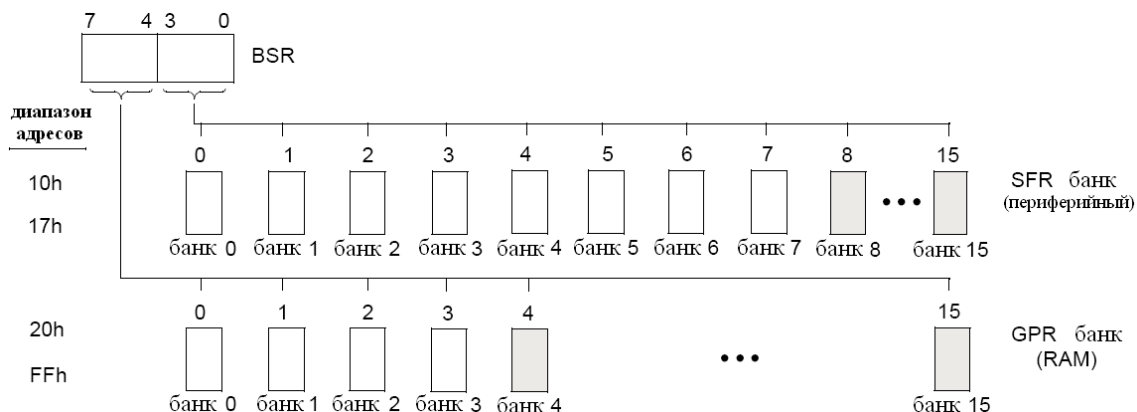 7 4 3 0
BSR
диапазон
адресов
0 1 2 3 4 5 6 7 8 15
10h
17h
SFR банк
(периферийный)
банк 0 банк 1 банк 2 банк 3 банк 4 банк 5 банк 6 банк 7 банк 8 банк 15
0 1 2 3 4 15
20h
FFh
GPR банк
(RAM)
банк 0 банк 1 банк 2 банк 3 банк 4 банк 15